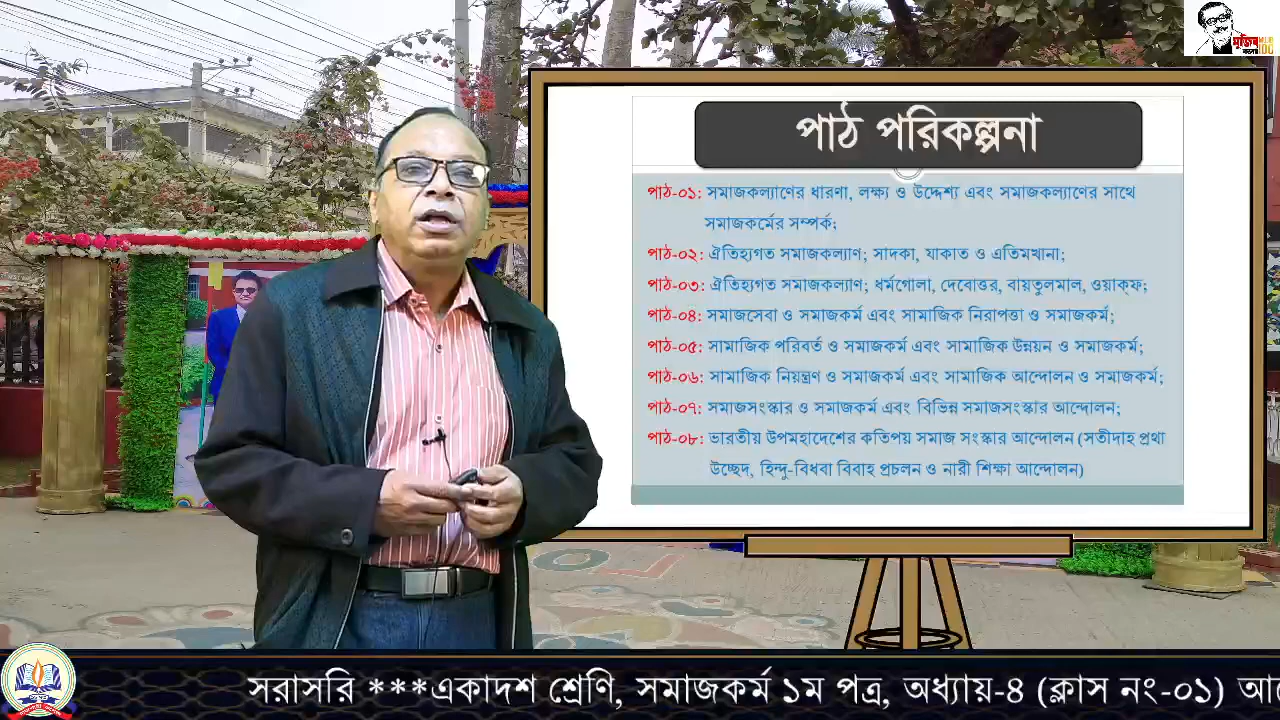 পাঠ পরিকল্পনা
পাঠ-০১: সমাজকল্যাণের ধারণা, লক্ষ্য ও উদ্দেশ্য এবং সমাজকল্যাণের সাথে
সমাজকর্মের সম্পর্ক;
পাঠ-০২: ঐতিহ্যগত সমাজকল্যাণ; সাদকা, যাকাত ও এতিমখানা;
পাঠ-০৩: ঐতিহ্যগত সমাজকল্যাণ; ধর্মগোলা, দেবোত্তর, বায়তুলমাল, ওয়াক্‌ফ;
পাঠ-০৪: সমাজসেবা ও সমাজকর্ম এবং সামাজিক নিরাপত্তা ও সমাজকর্ম;
পাঠ-০৫: সামাজিক পরিবর্ত ও সমাজকর্ম এবং সামাজিক উন্নয়ন ও সমাজকর্ম;
পাঠ-০৬: সামাজিক নিয়ন্ত্রণ ও সমাজকর্ম এবং সামাজিক আন্দোলন ও সমাজকর্ম;
পাঠ-০৭: সমাজসংস্কার ও সমাজকর্ম এবং বিভিন্ন সমাজসংস্কার আন্দোলন;
পাঠ-০৮: ভারতীয় উপমহাদেশের কতিপয় সমাজ সংস্কার আন্দোলন (সতীদাহ প্রথা
উচ্ছেদ, হিন্দু-বিধবা বিবাহ প্রচলন ও নারী শিক্ষা আন্দোলন)
সরাসরি ***একাদশ শ্রেণি, সমাজকর্ম ১ম পত্র, অধ্যায়-৪ (ক্লাস নং-০১)